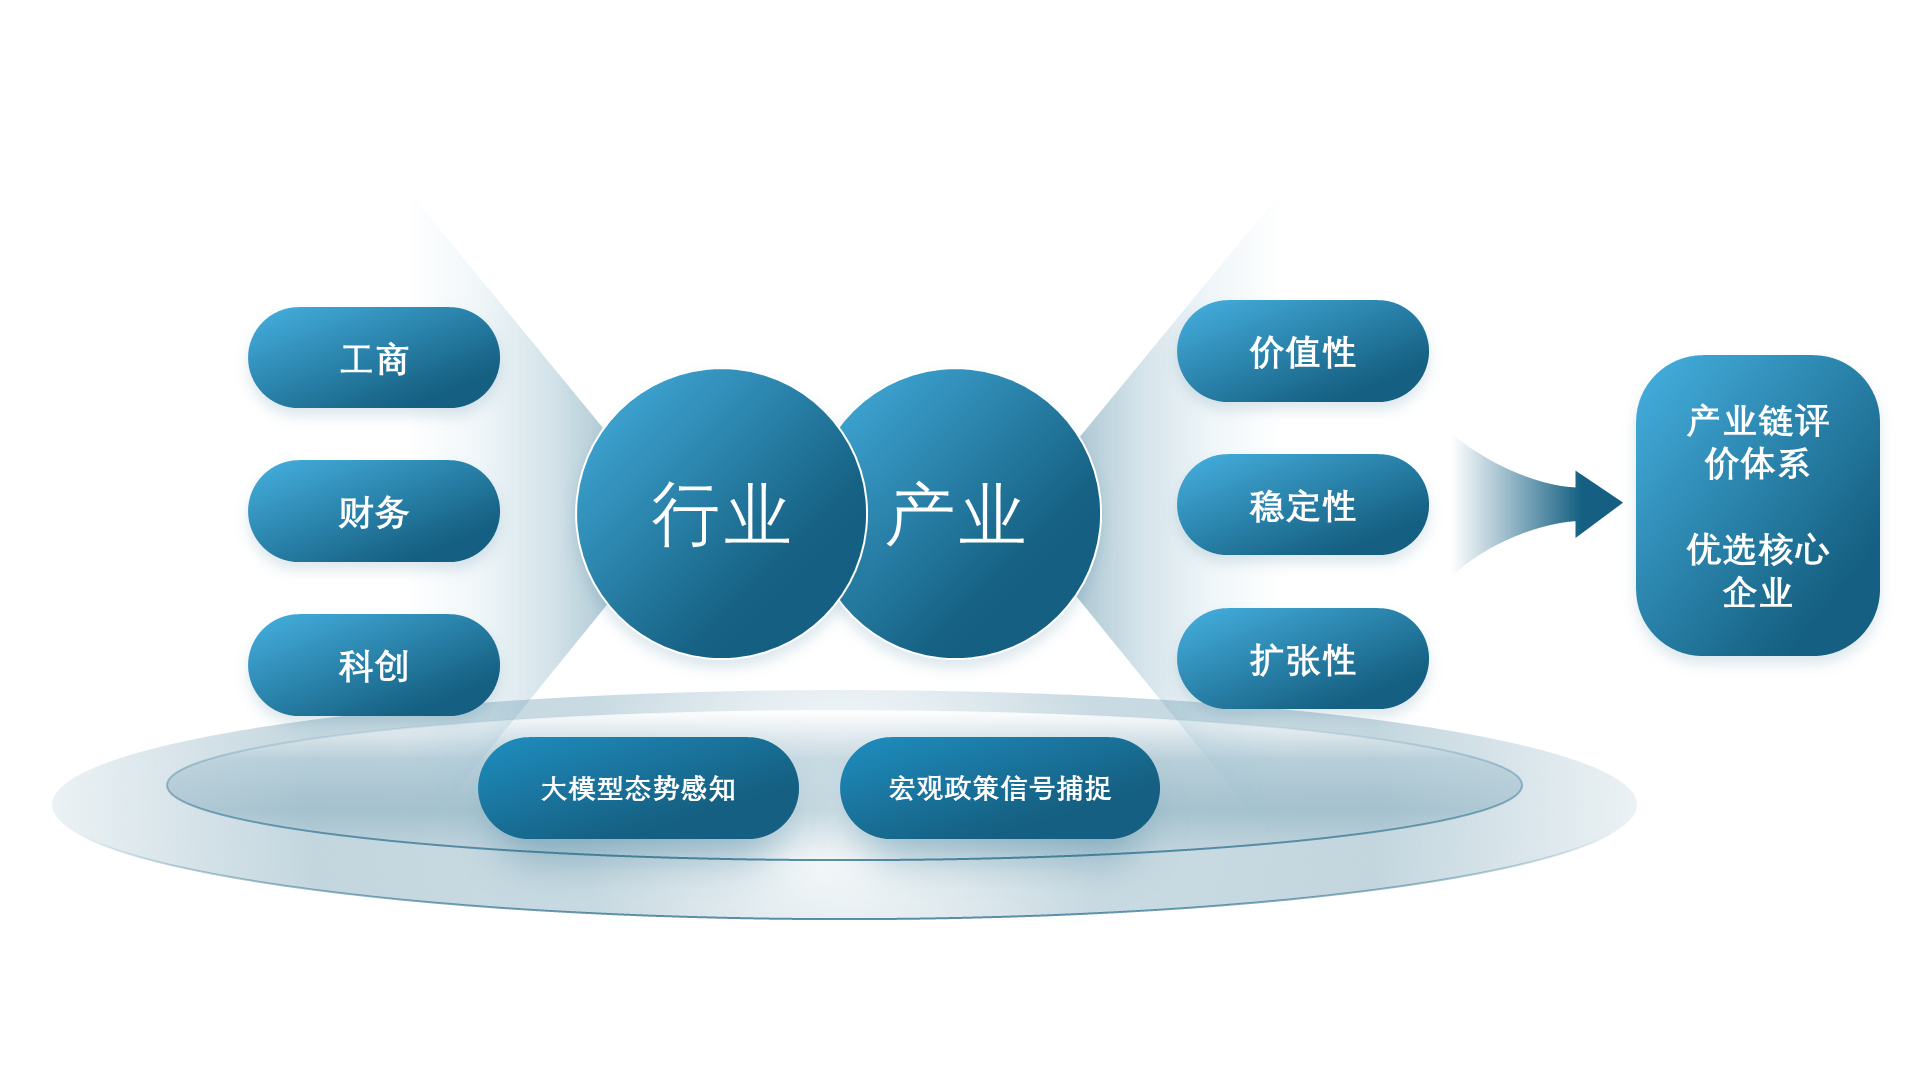 工商
财务
科创
行业
产业
价值性
稳定性
扩张性
产业链评
价体系
优选核心
企业
大模型态势感知
宏观政策信号捕捉